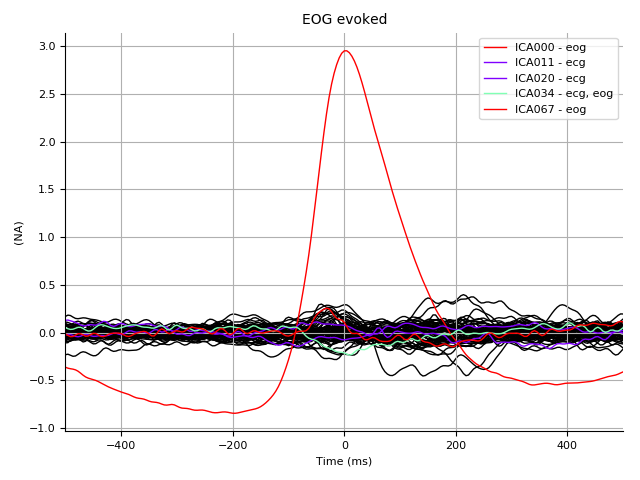 EOG evoked
ICA000 - eog
ICA011 - ecg
ICA020 - ecg
ICA034 - ecg, eog
ICA067 - eog
3.0
2.5
2.0
1.5
1.0
0.5
0.0
−0.5
−1.0
(NA)
−400 −200 0 200 400
Time (ms)